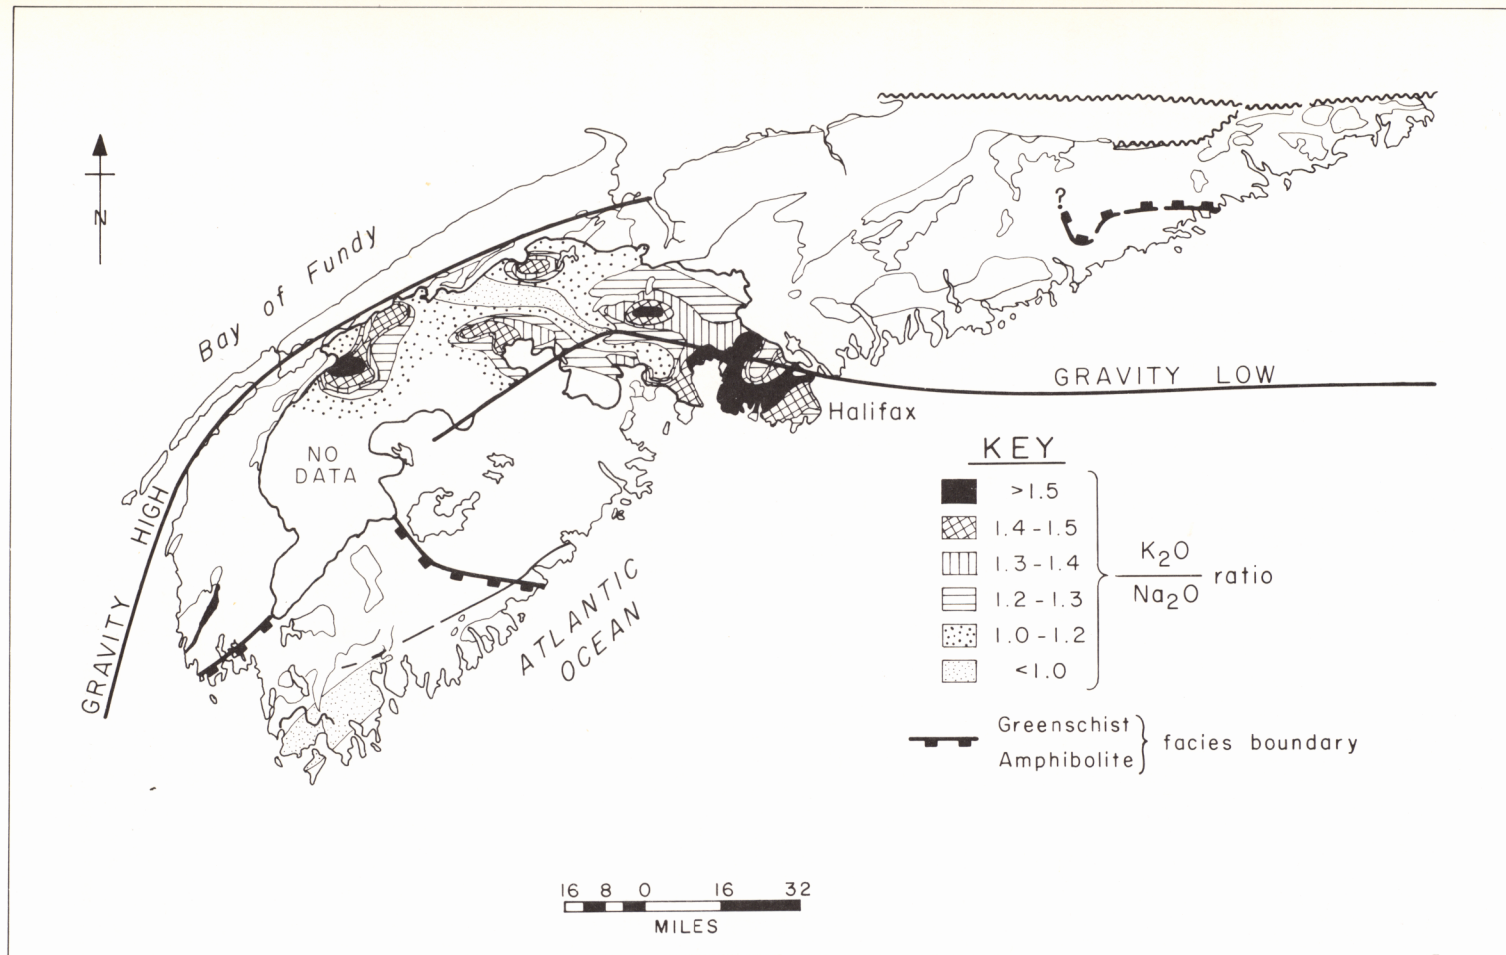 N
Bay of Fundy
?
GRAVITY LOW
Halifax
NO
DATA
GRAVITY HIGH
ATLANTIC
OCEAN
KEY
>1.5
1.4-1.5
1.3-1.4
1.2-1.3
1.0-1.2
<1.0
K2O
Na2O
ratio
Greenschist
Amphibolite
facies boundary
16 8 0 16 32
MILES